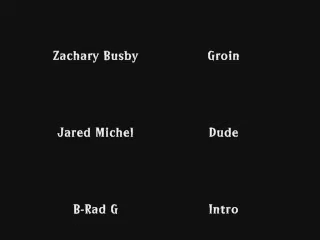 Zachary Busby Groin
Jared Michel Dude
B-Rad G Intro